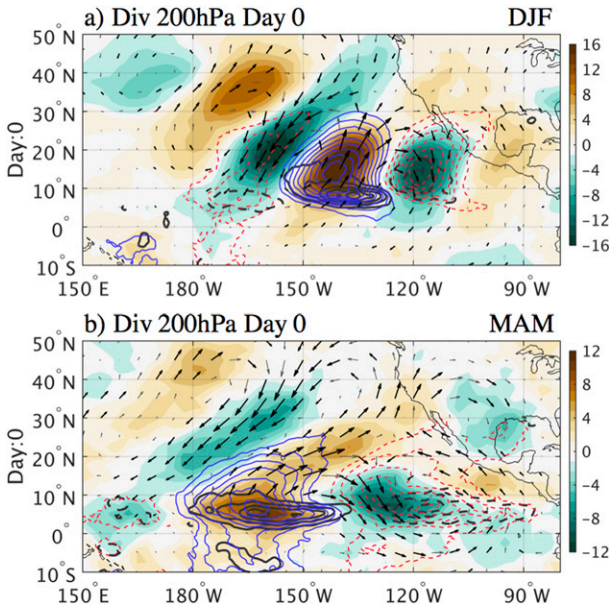 a) Div 200hPa Day 0 DJF
50°N
40°N
30°N
20°N
10°N
0°
10°S
Day:0
150°E 180°W 150°W 120°W 90°W
16
12
8
4
0
-4
-8
-12
-16
b) Div 200hPa Day 0 MAM
50°N
40°N
30°N
20°N
10°N
0°
10°S
Day:0
150°E 180°W 150°W 120°W 90°W
12
8
4
0
-4
-8
-12